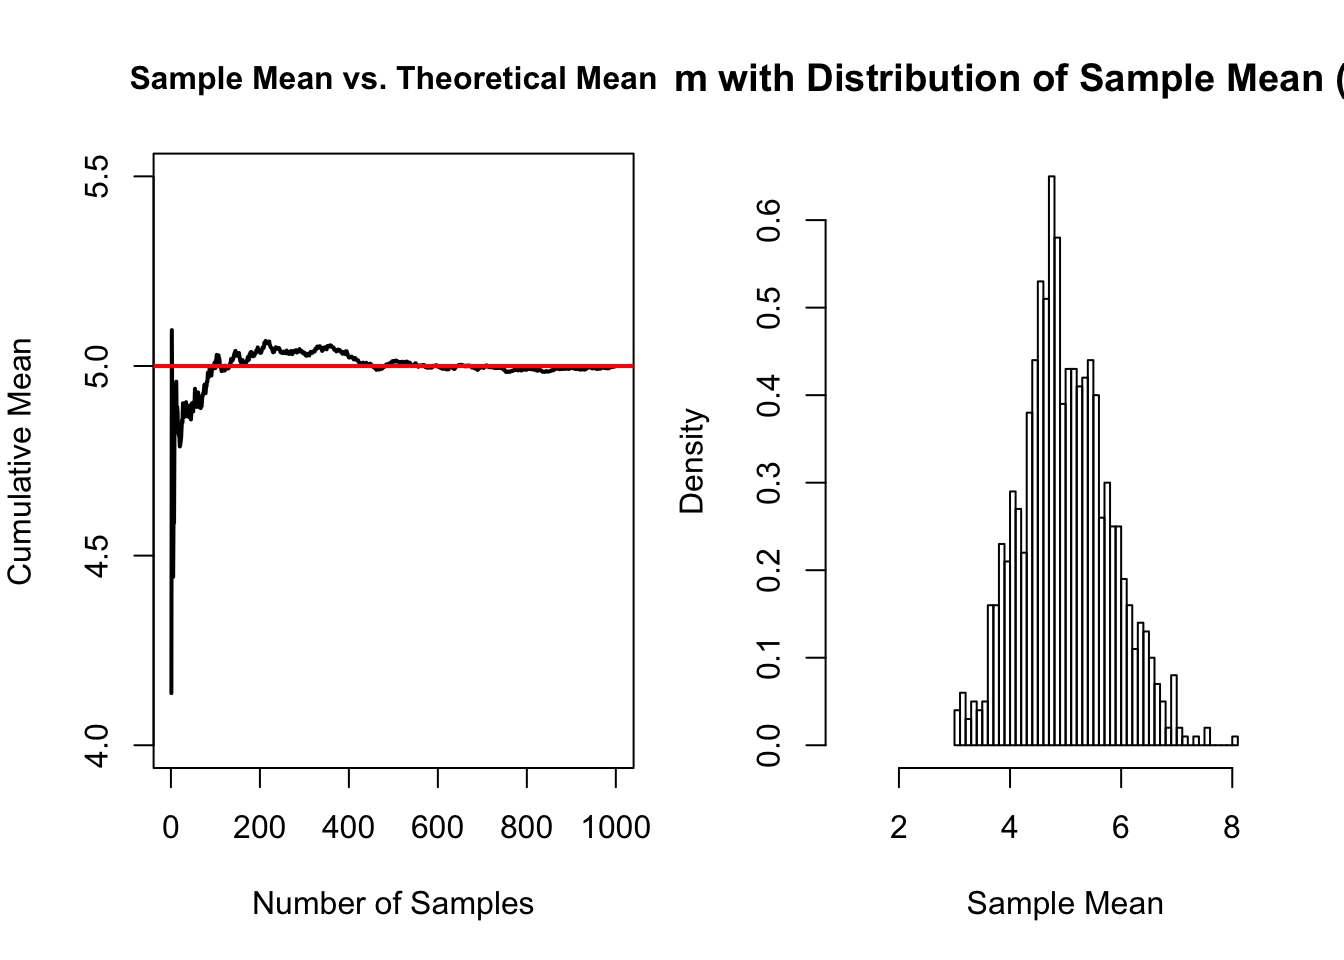 Sample Mean vs. Theoretical Mean
m with Distribution of Sample Mean (
Cumulative Mean
5.5
5.0
4.5
4.0
0 200 400 600 800 1000
Number of Samples
Density
0.6
0.5
0.4
0.3
0.2
0.1
0.0
2 4 6 8
Sample Mean